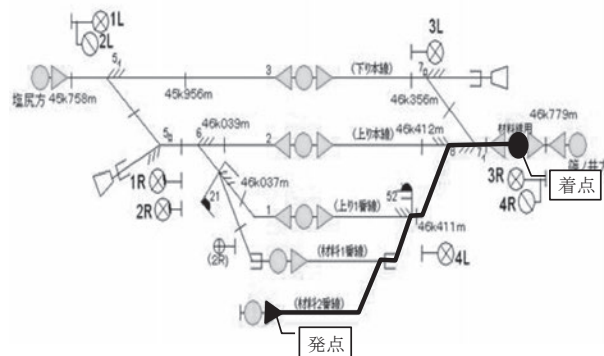 1L
2L
3L
5イ
塩尻方
45k758m
45k956m
3
(下り本線)
7ロ
46k356m
46k779m
5ロ
6
46k039m
2
(上り本線)
46k412m
8
7イ
材料線用
1R
2R
21
46k037m
1
(上り1番線)
52
46k411m
3R
4R
着点
(2R)
(材料1番線)
4L
(材料2番線)
発点